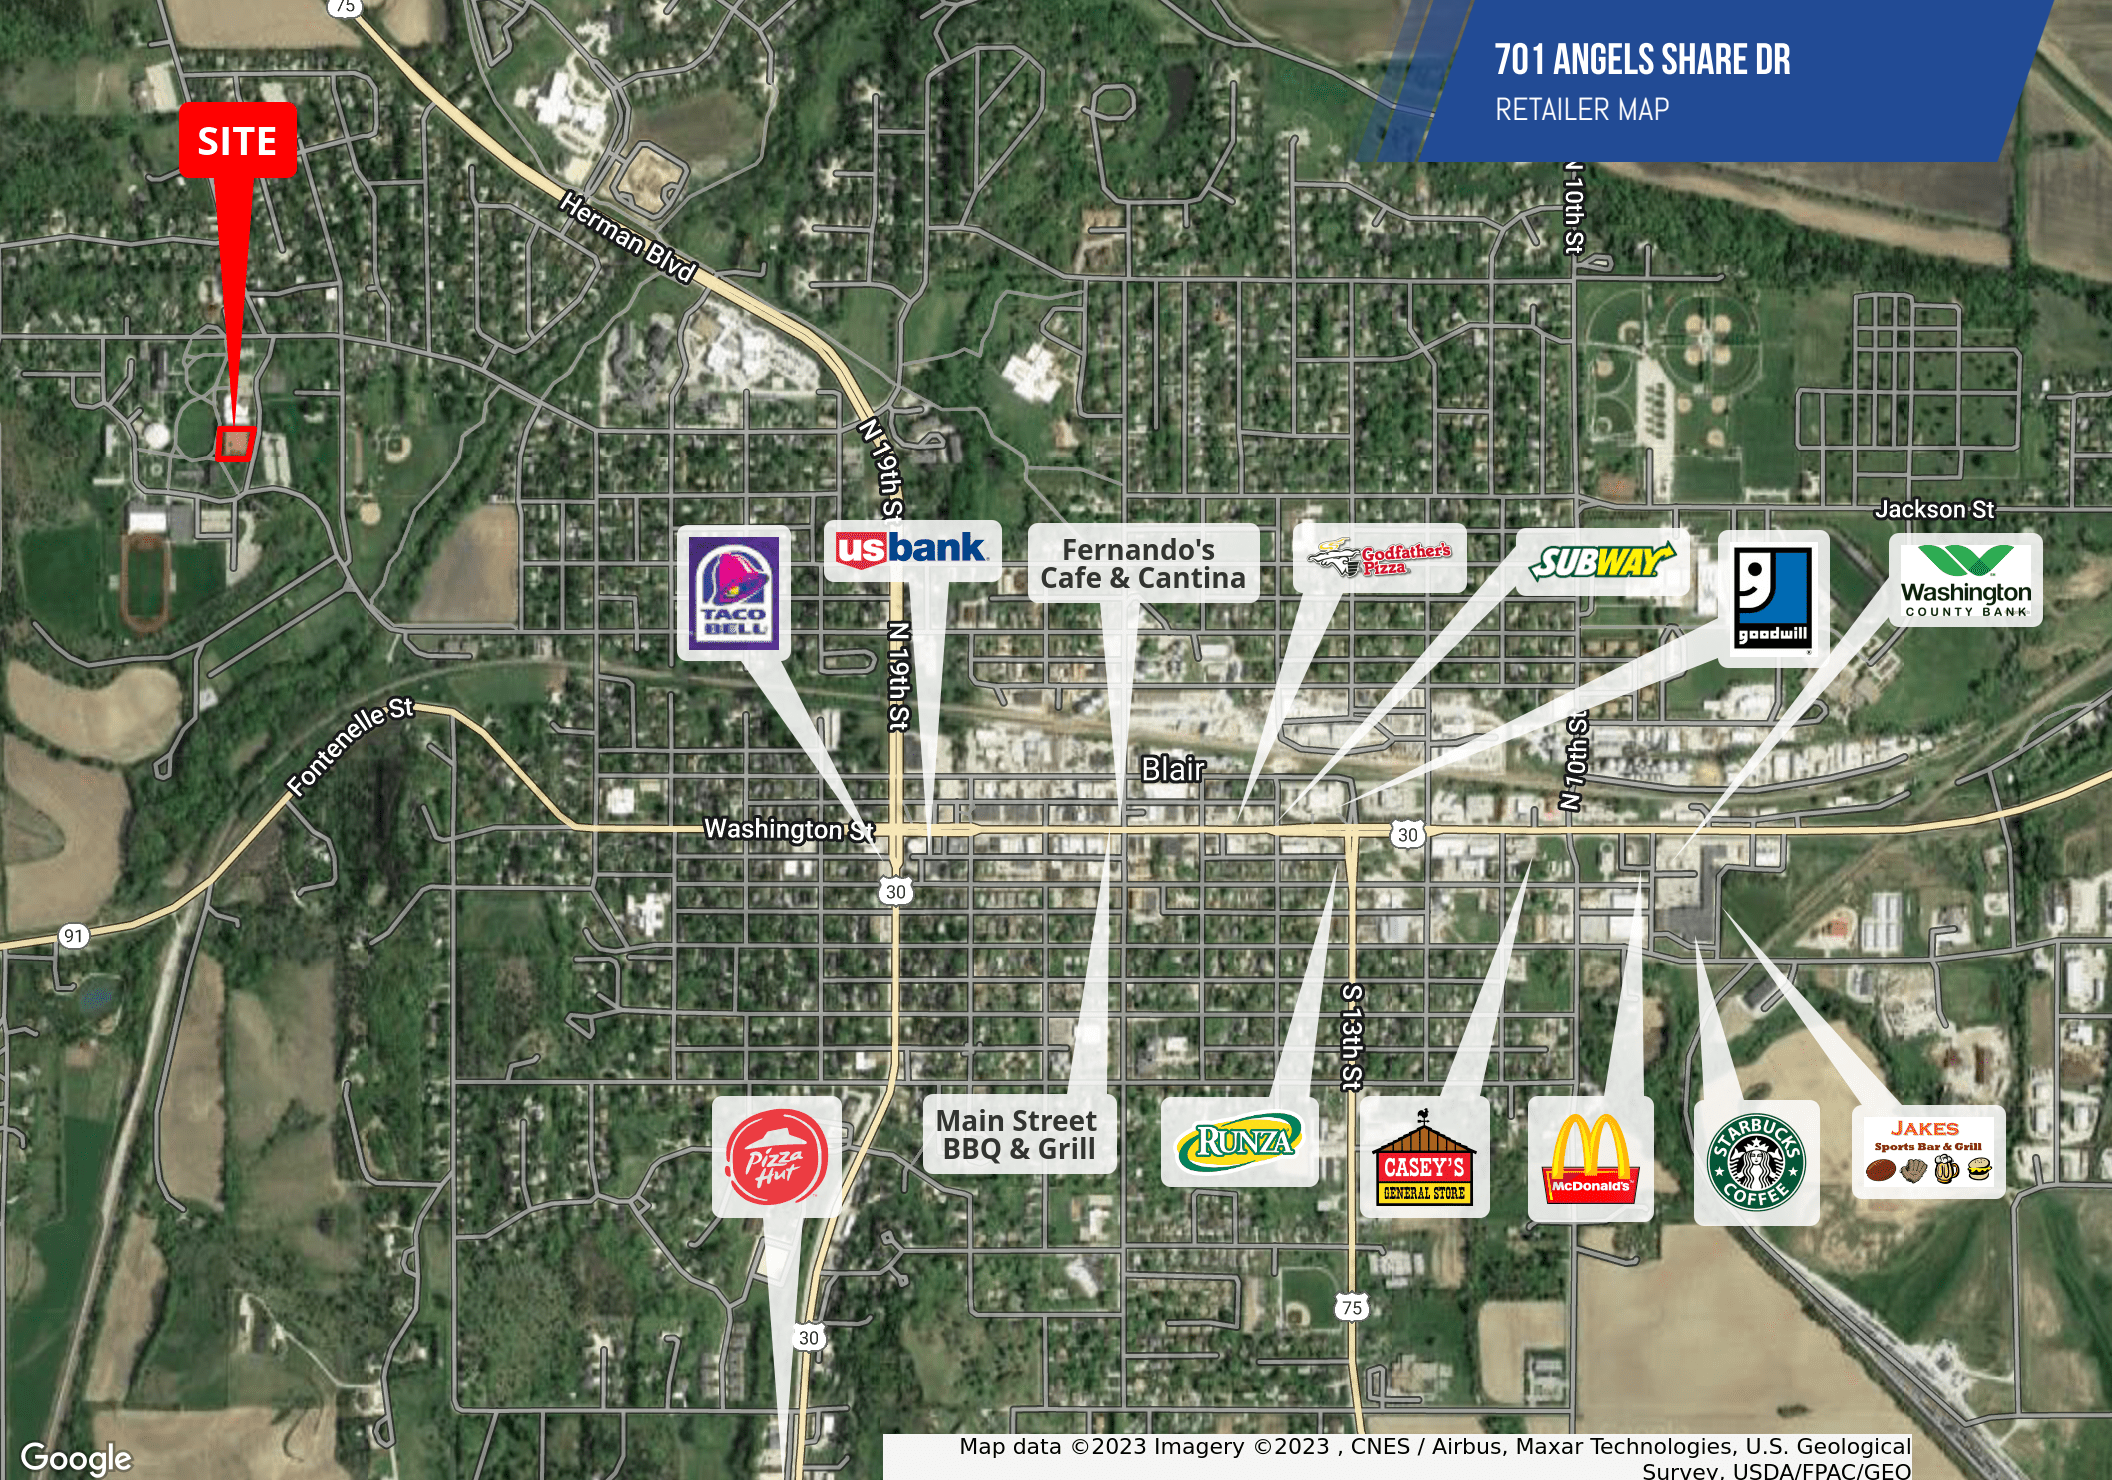 75
701 ANGELS SHARE DR
RETAILER MAP
SITE
N 10th St
Herman Blvd
N 19th St
Jackson St
TACO
BELL
usbank
Fernando's
Cafe & Cantina
Godfather's
Pizza
SUBWAY
goodwill
Washington
COUNTY BANK
N 19th St
Fontenelle St
Blair
N 10th St
Washington St
30
30
91
S 13th St
Pizza
Hut
Main Street
BBQ & Grill
RUNZA
CASEY'S
GENERAL STORE
McDonald's
STARBUCKS
COFFEE
JAKES
Sports Bar & Grill
75
30
Google
Map data ©2023 Imagery ©2023 , CNES / Airbus, Maxar Technologies, U.S. Geological
Survey, USDA/FPAC/GEO